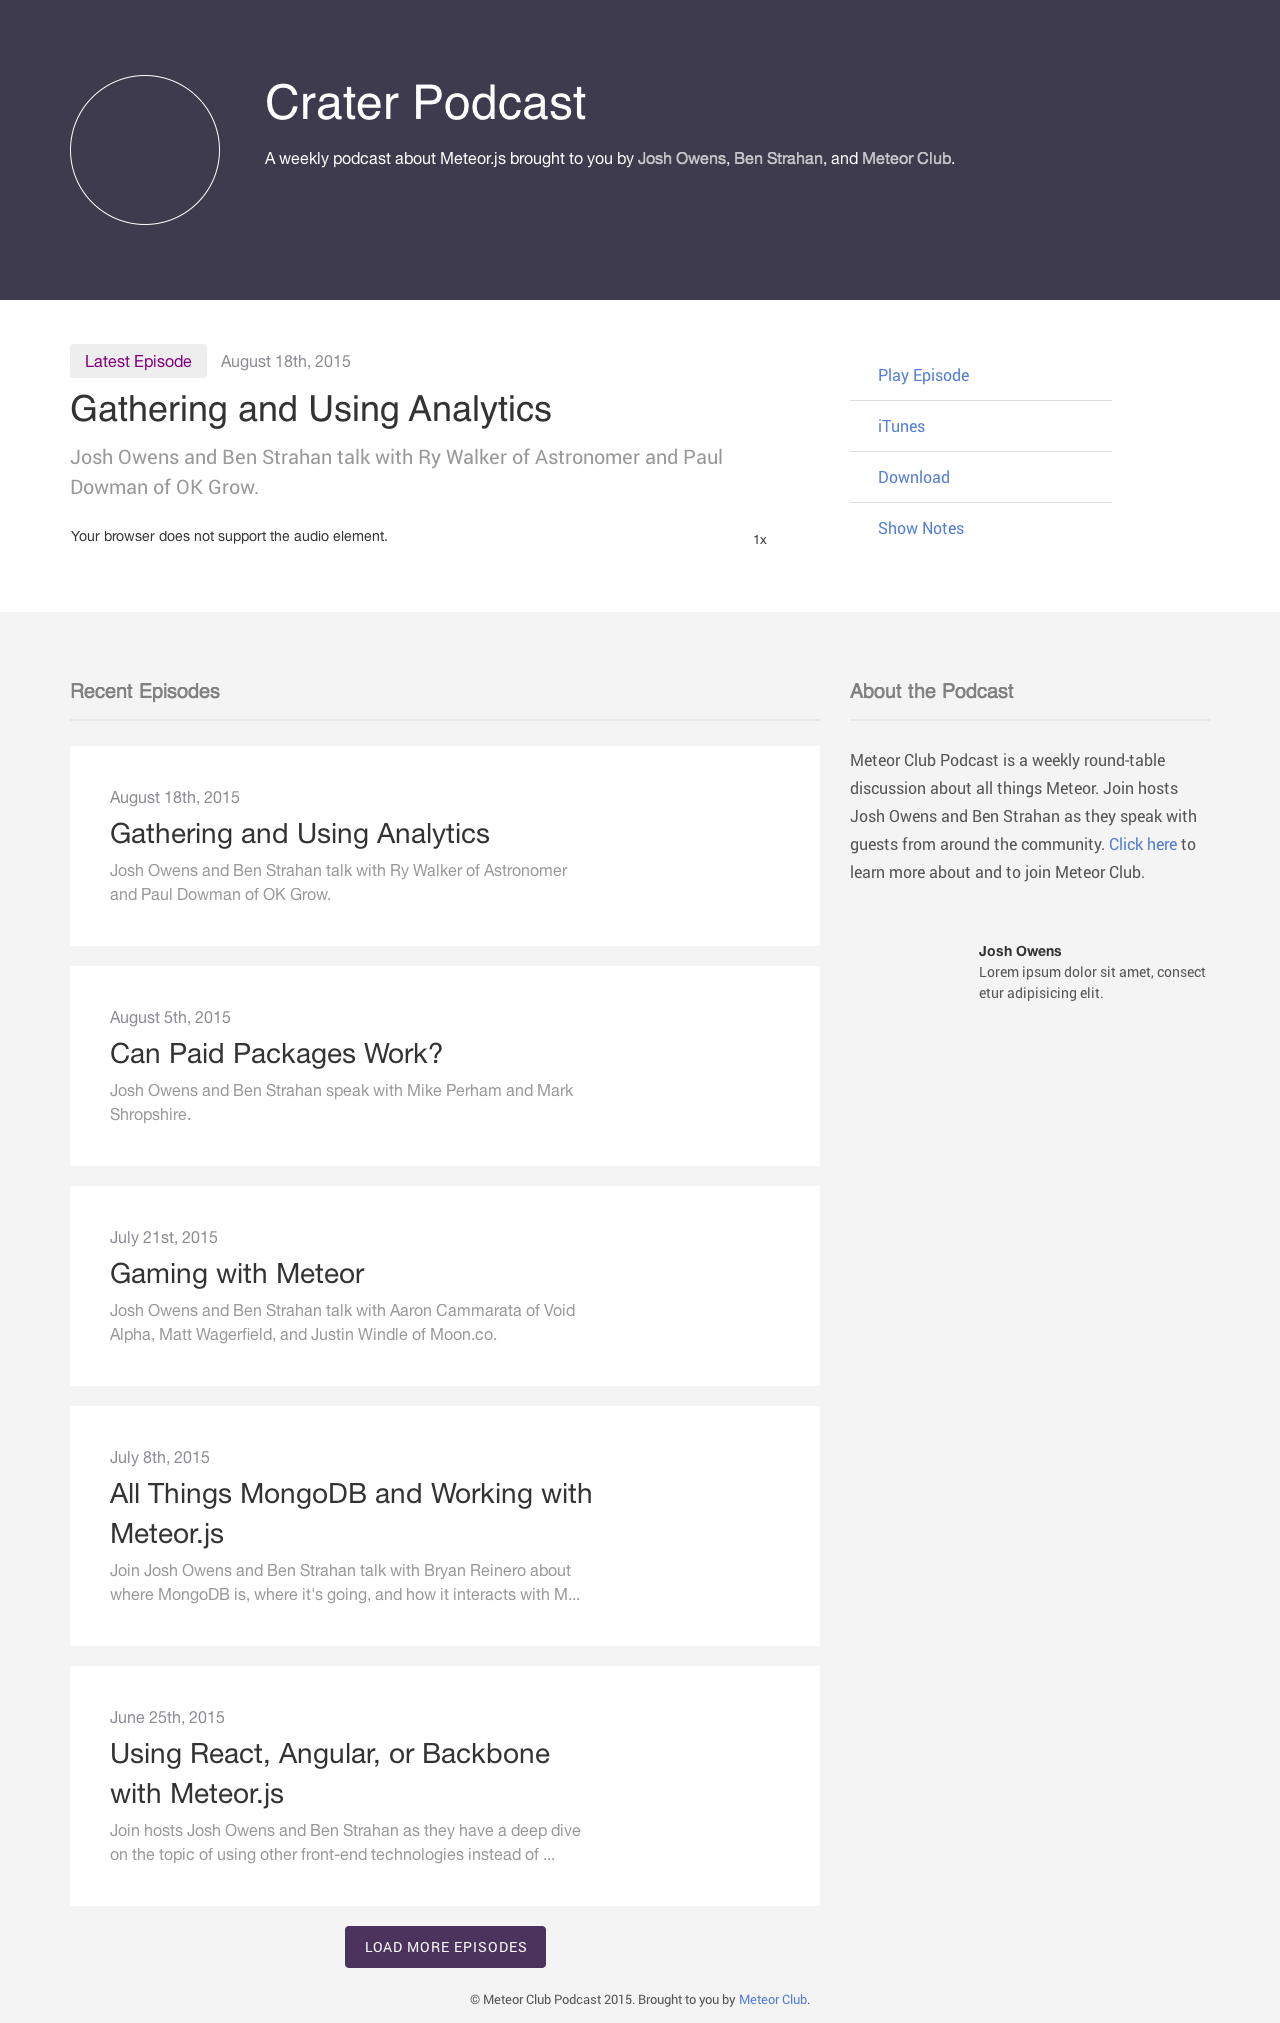 Crater Podcast
A weekly podcast about Meteor.js brought to you by Josh Owens, Ben Strahan, and Meteor Club.
Latest Episode August 18th, 2015
Gathering and Using Analytics
Josh Owens and Ben Strahan talk with Ry Walker of Astronomer and Paul
Dowman of OK Grow.
Your browser does not support the audio element.
1x
Play Episode
iTunes
Download
Show Notes
Recent Episodes
August 18th, 2015
Gathering and Using Analytics
Josh Owens and Ben Strahan talk with Ry Walker of Astronomer
and Paul Dowman of OK Grow.
August 5th, 2015
Can Paid Packages Work?
Josh Owens and Ben Strahan speak with Mike Perham and Mark
Shropshire.
July 21st, 2015
Gaming with Meteor
Josh Owens and Ben Strahan talk with Aaron Cammarata of Void
Alpha, Matt Wagerfield, and Justin Windle of Moon.co.
July 8th, 2015
All Things MongoDB and Working with
Meteor.js
Join Josh Owens and Ben Strahan talk with Bryan Reinero about
where MongoDB is, where it's going, and how it interacts with M...
June 25th, 2015
Using React, Angular, or Backbone
with Meteor.js
Join hosts Josh Owens and Ben Strahan as they have a deep dive
on the topic of using other front-end technologies instead of ...
LOAD MORE EPISODES
About the Podcast
Meteor Club Podcast is a weekly round-table
discussion about all things Meteor. Join hosts
Josh Owens and Ben Strahan as they speak with
guests from around the community. Click here to
learn more about and to join Meteor Club.
Josh Owens
Lorem ipsum dolor sit amet, consect
etur adipisicing elit.
© Meteor Club Podcast 2015. Brought to you by Meteor Club.